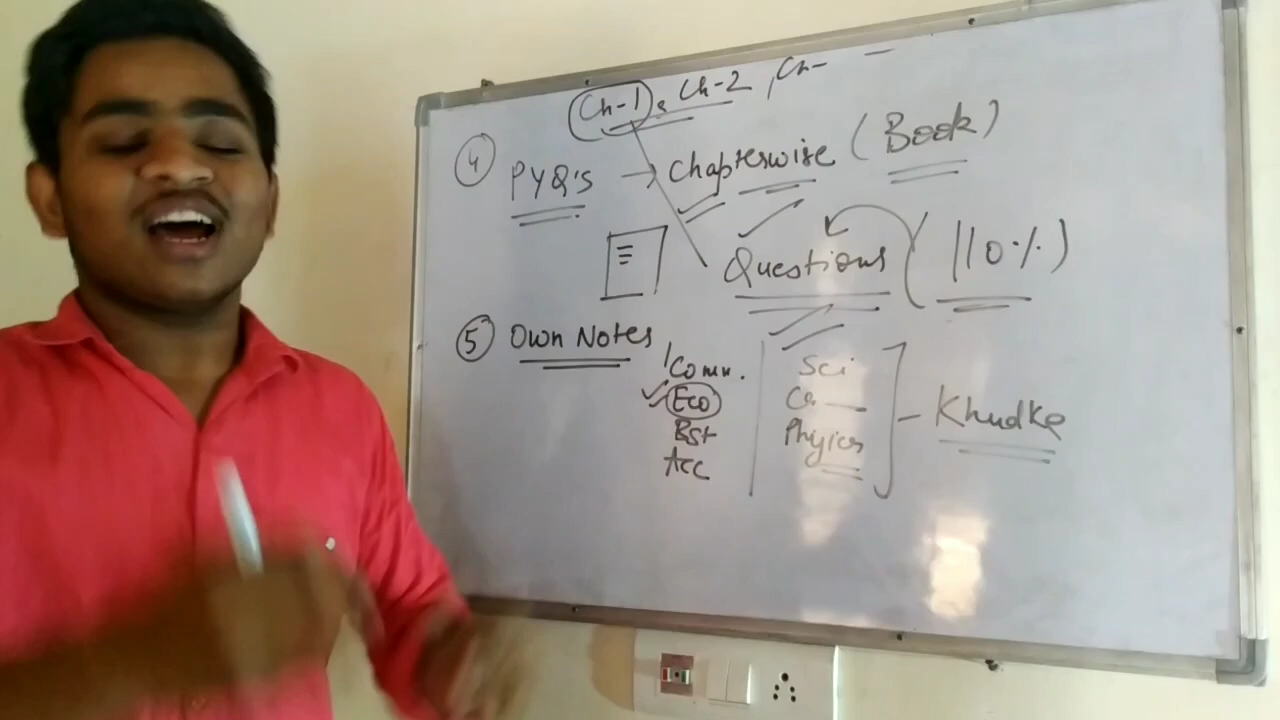 Ch-1, Ch-2, Ch-
④ PYQ's → Chapterwise (Book)
Questions (110%)
⑤ Own Notes
Comm. Sci
Eco
Bst Phyics
Acc
Khudke